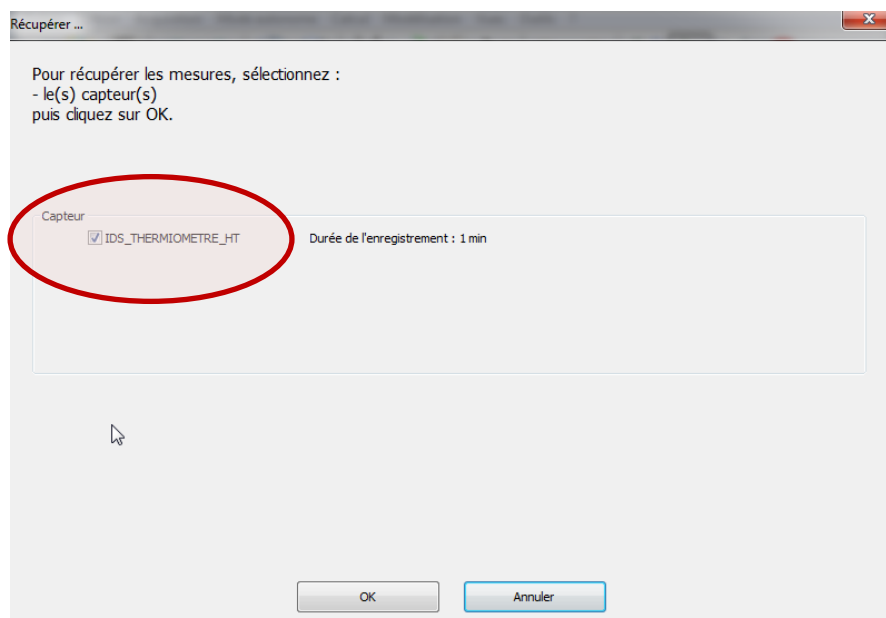 Récupérer ...
Pour récupérer les mesures, sélectionnez :
- le(s) capteur(s)
puis cliquez sur OK.
Capteur
IDS_THERMIOMETRE_HT Durée de l'enregistrement : 1 min
OK Annuler